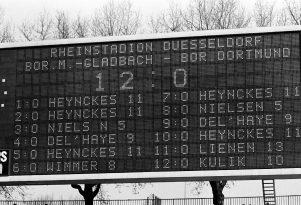 RHEINSTADION DUESSELDORF
BOR.M.-GLADBACH - BOR.DORTMUND
12:0
1:0 HEYNCKES 11
2:0 HEYNCKES 11
3:0 NIELS N 5
4:0 DEL'HAYE 9
5:0 HEYNCKES 11
6:0 WIMMER 8
7:0 HEYNCKES 11
8:0 NIELSEN 5
9:0 DEL'HAYE 9
10:0 HEYNCKES 11
11:0 LIENEN 13
12:0 KULIK 10